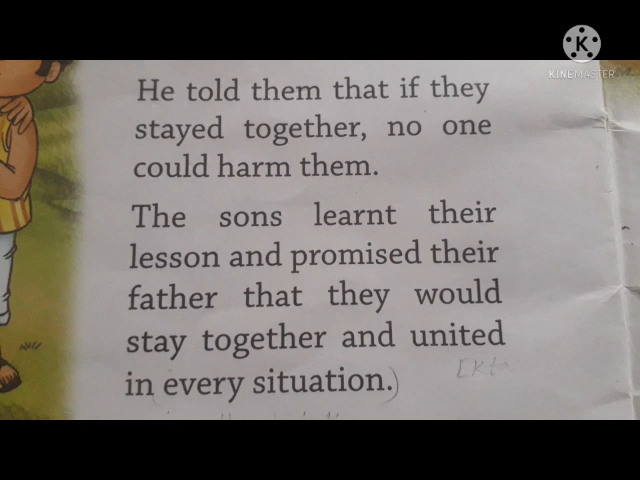 KINEMASTER
He told them that if they
stayed together, no one
could harm them.
The sons learnt their
lesson and promised their
father that they would
stay together and united
in every situation.)
Ekta